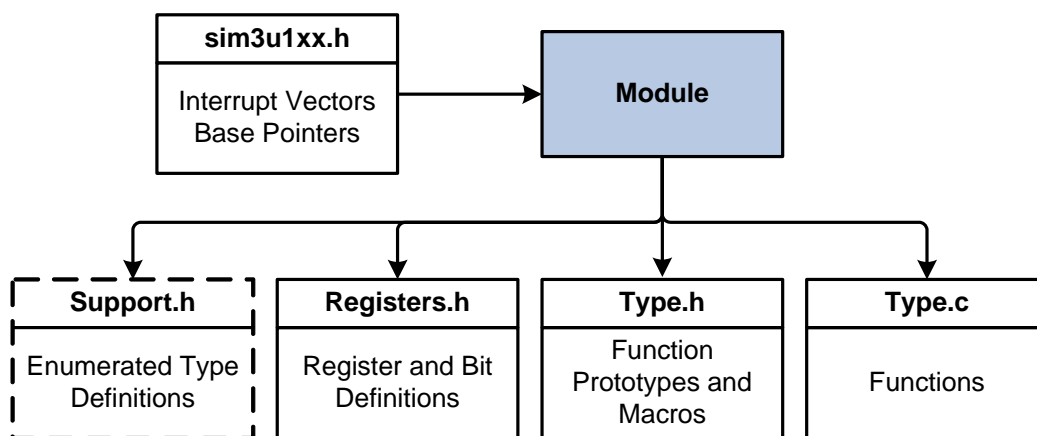 sim3u1xx.h
Interrupt Vectors
Base Pointers
Module
Support.h
Enumerated Type
Definitions
Registers.h
Register and Bit
Definitions
Type.h
Function
Prototypes and
Macros
Type.c
Functions